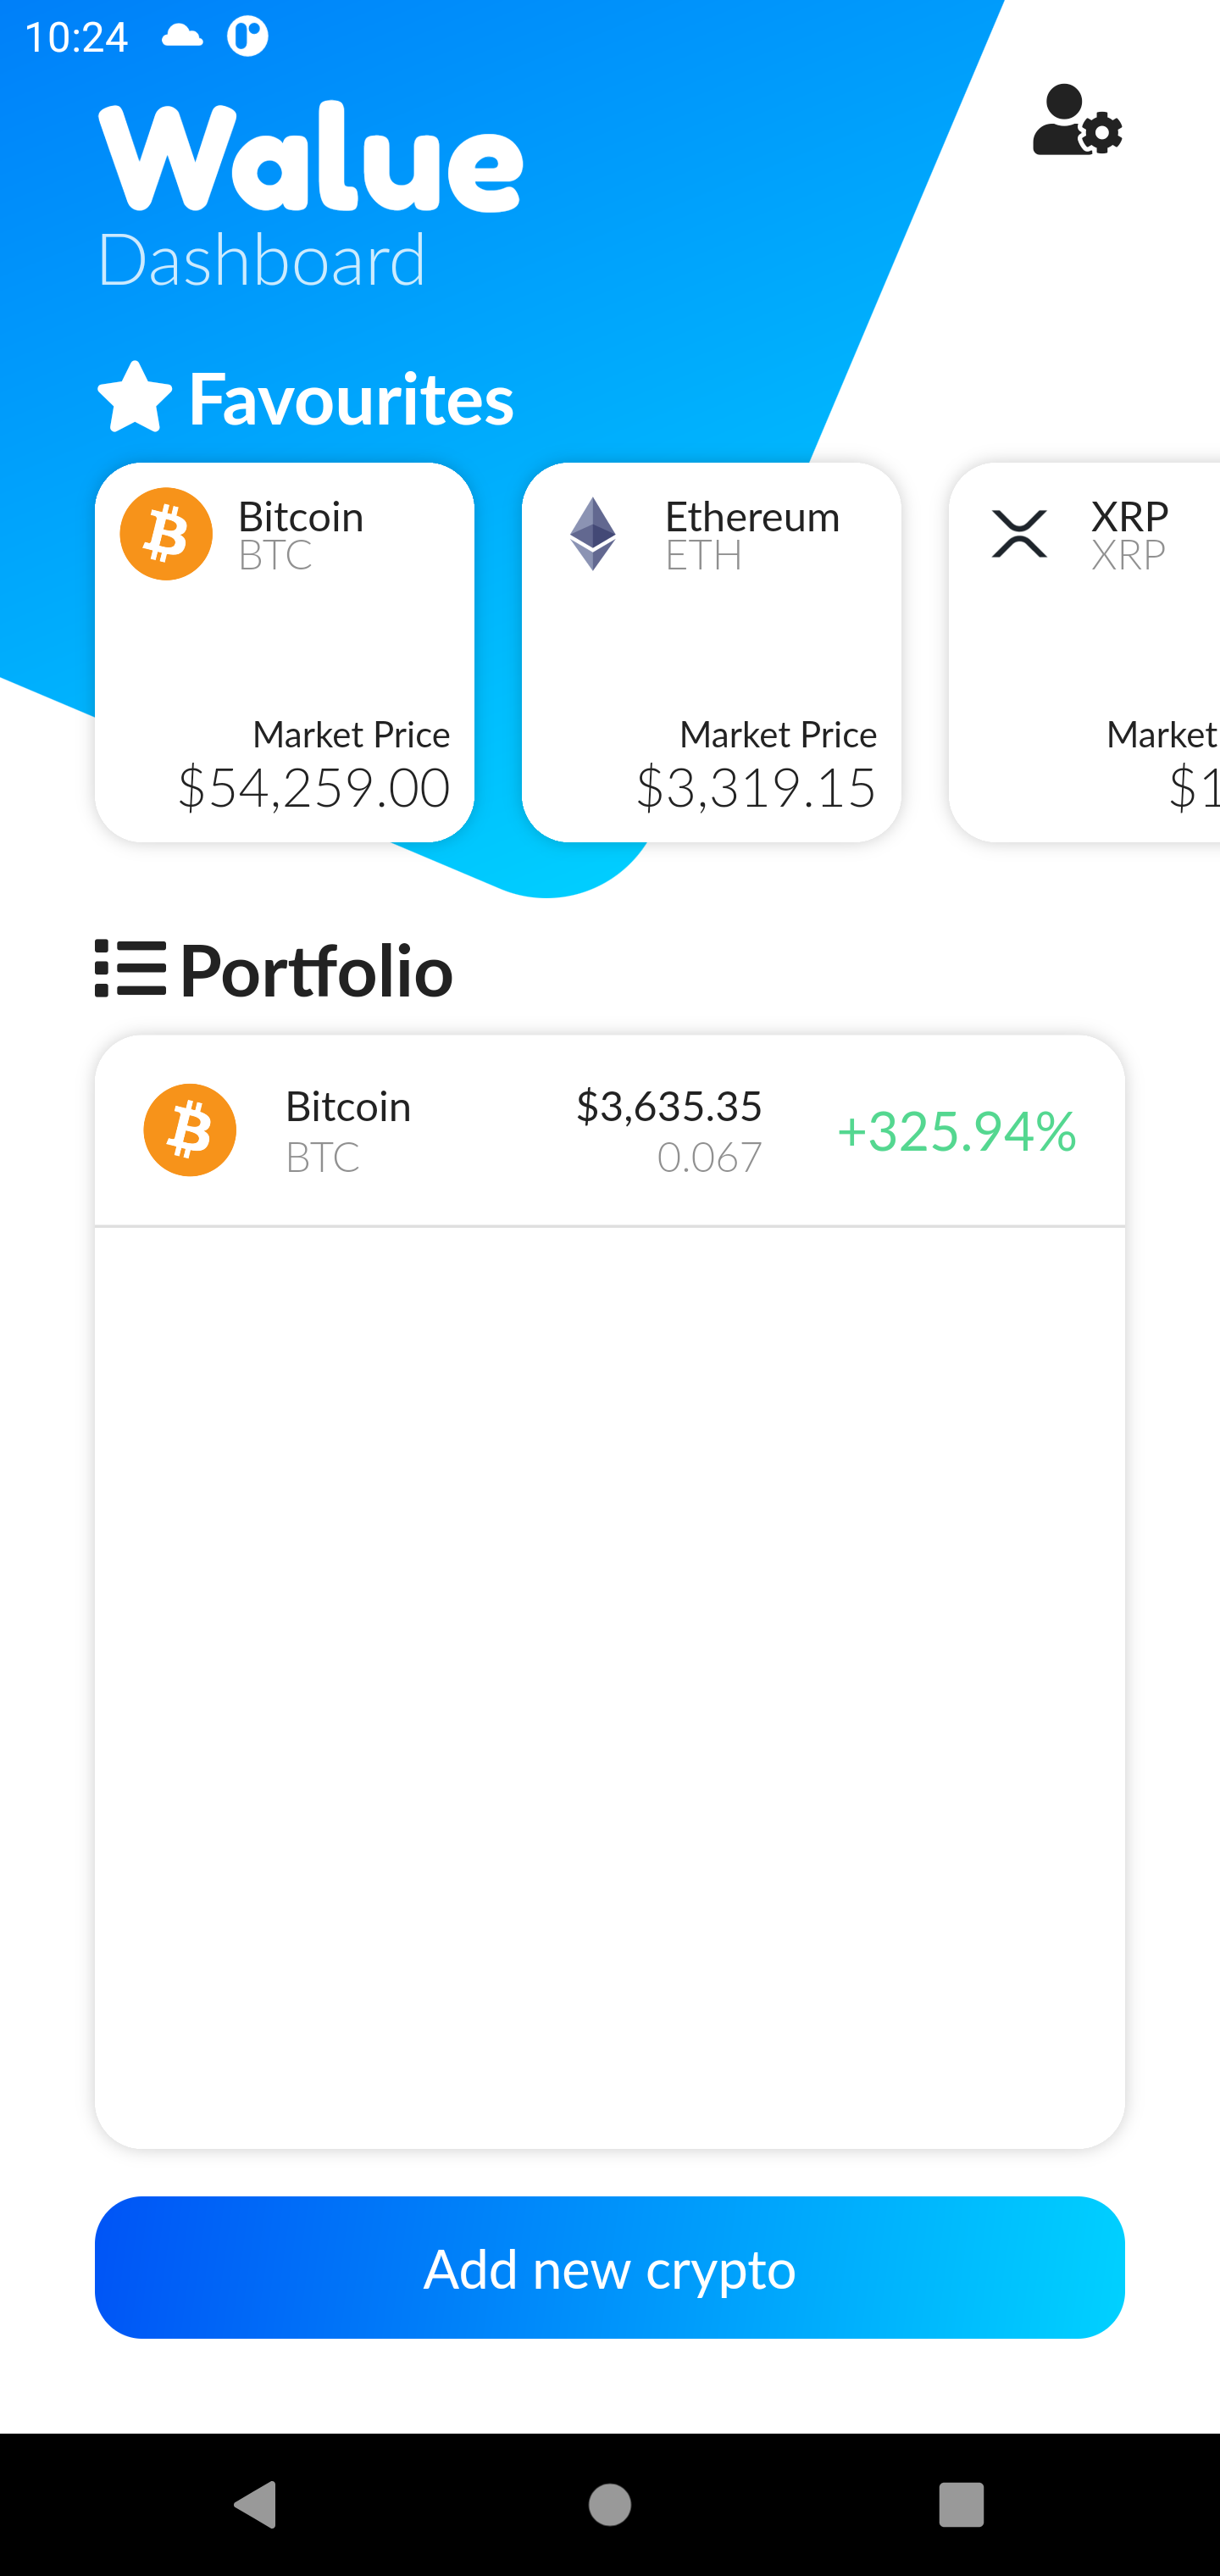 10:24
Walue
Dashboard
Favourites
Bitcoin
BTC
Market Price
$54,259.00
Ethereum
ETH
Market Price
$3,319.15
XRP
XRP
Market
$1
Portfolio
Bitcoin
BTC
$3,635.35
0.067
+325.94%
Add new crypto